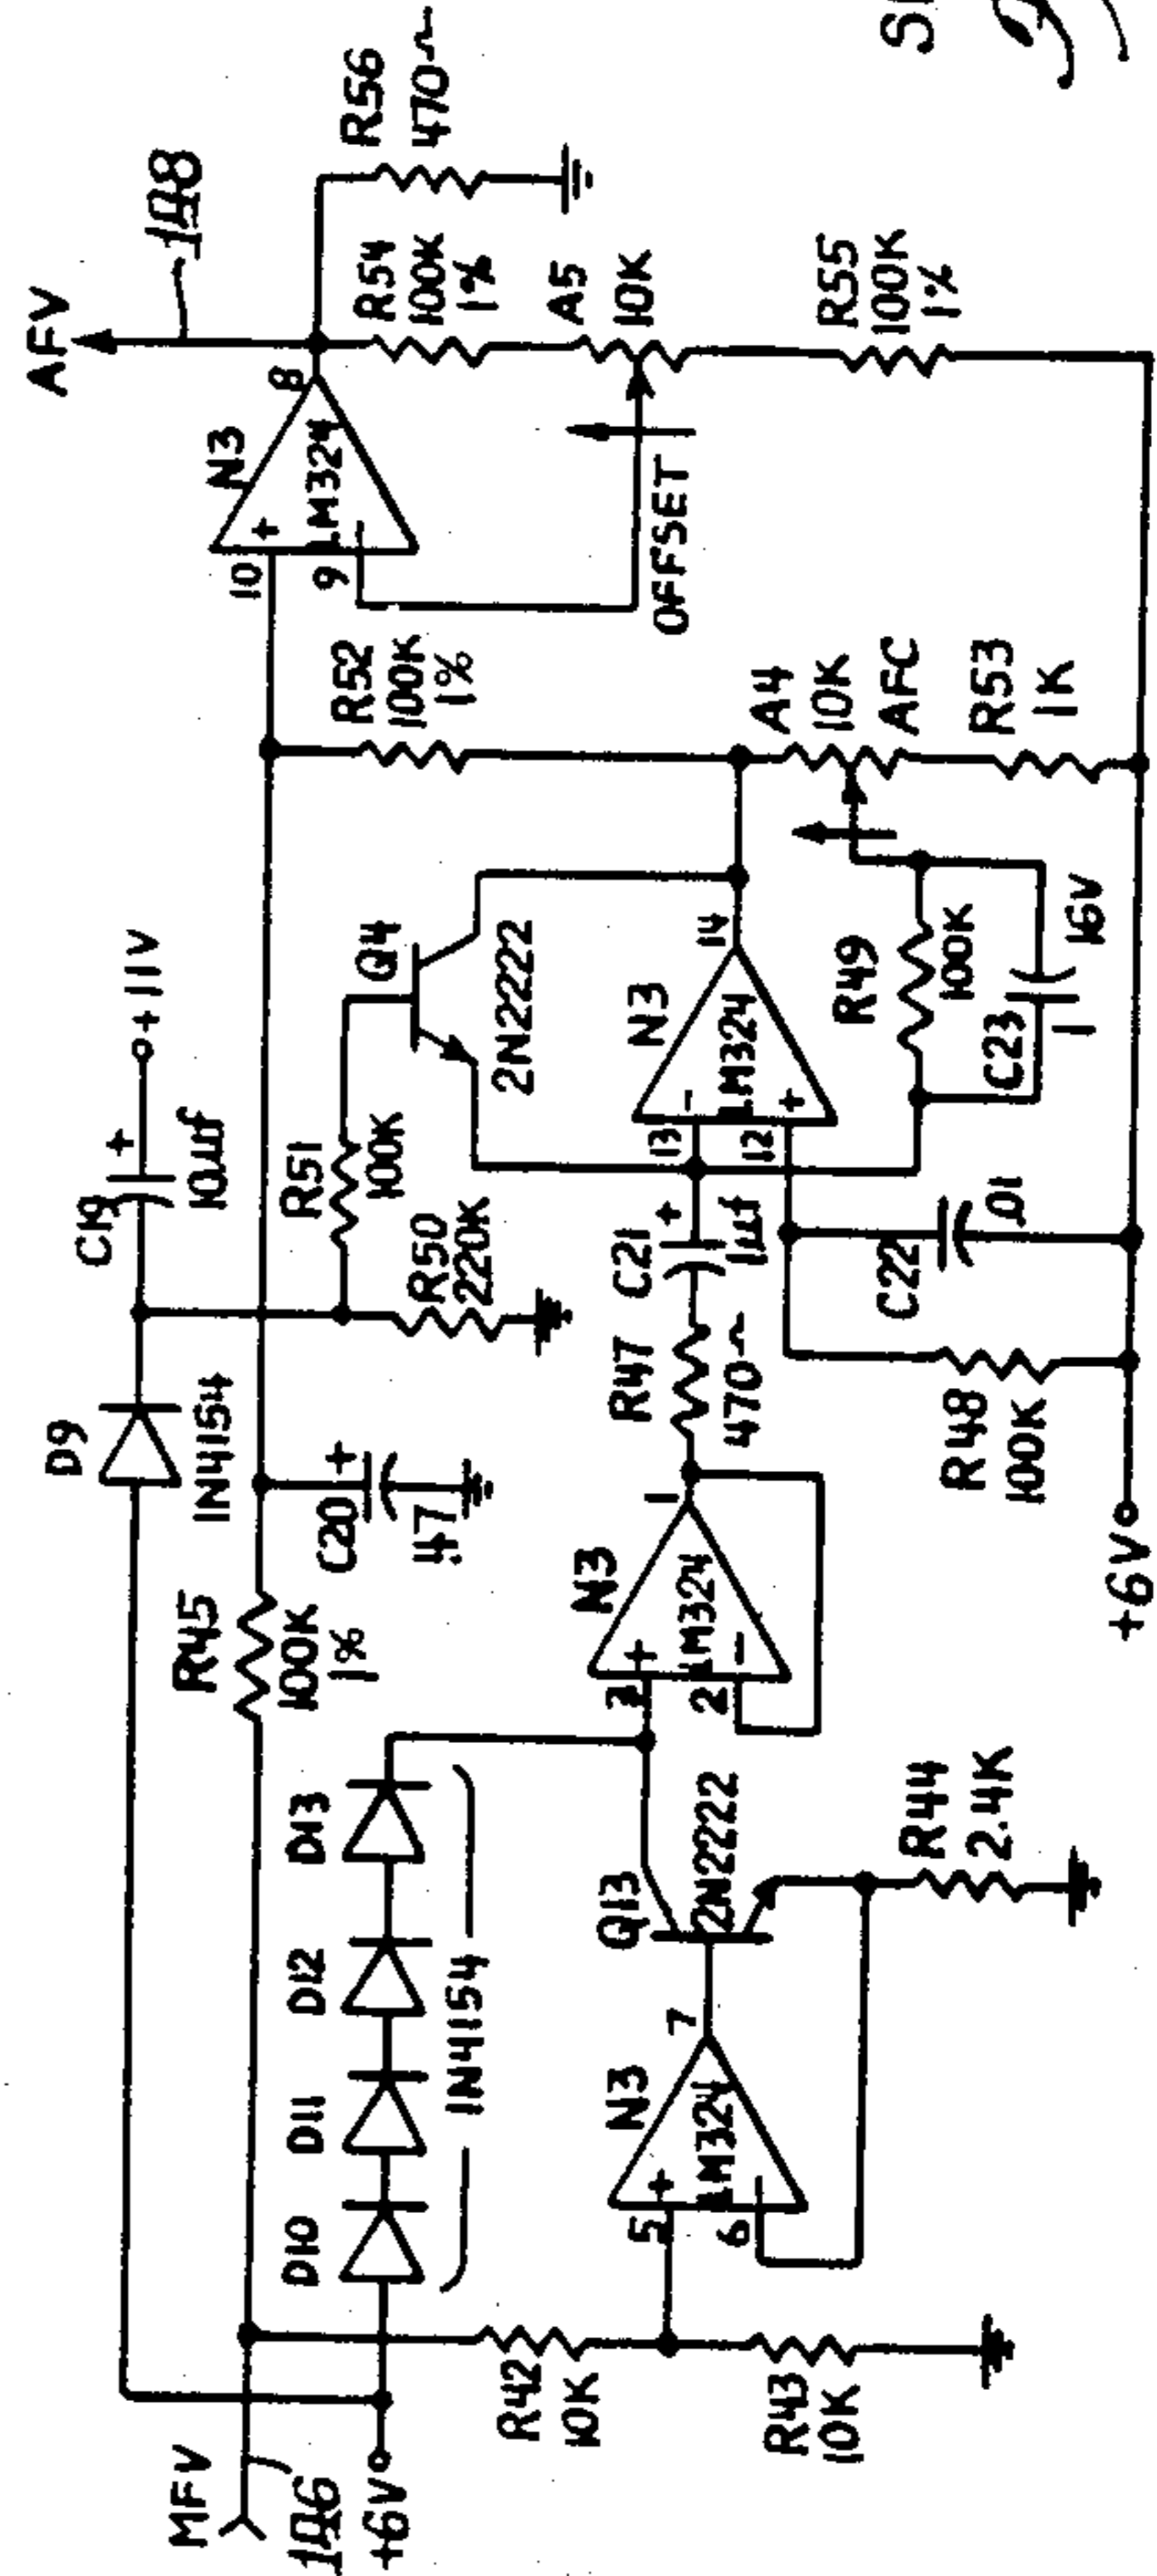 MFV
106
+6V
R42
10K
R43
10K
D10
D11
D12
D13
1N4154
N3
LM324
5
+
6
-
7
Q13
2N2222
R44
2.4K
D9
1N4154
C19
+
10µf
+11V
R45
100K
1%
C20
+
.47
N3
LM324
3
+
2
-
1
R47
470
C21
+
1µf
R50
220K
R51
100K
Q4
2N2222
N3
LM324
13
-
12
+
14
R48
100K
C22
.01
+6V
R49
100K
C23
1
16V
R52
100K
1%
A4
10K
AFC
R53
1K
N3
LM324
10
+
9
-
8
OFFSET
AFV
108
R54
100K
1%
A5
10K
R55
100K
1%
R56
470